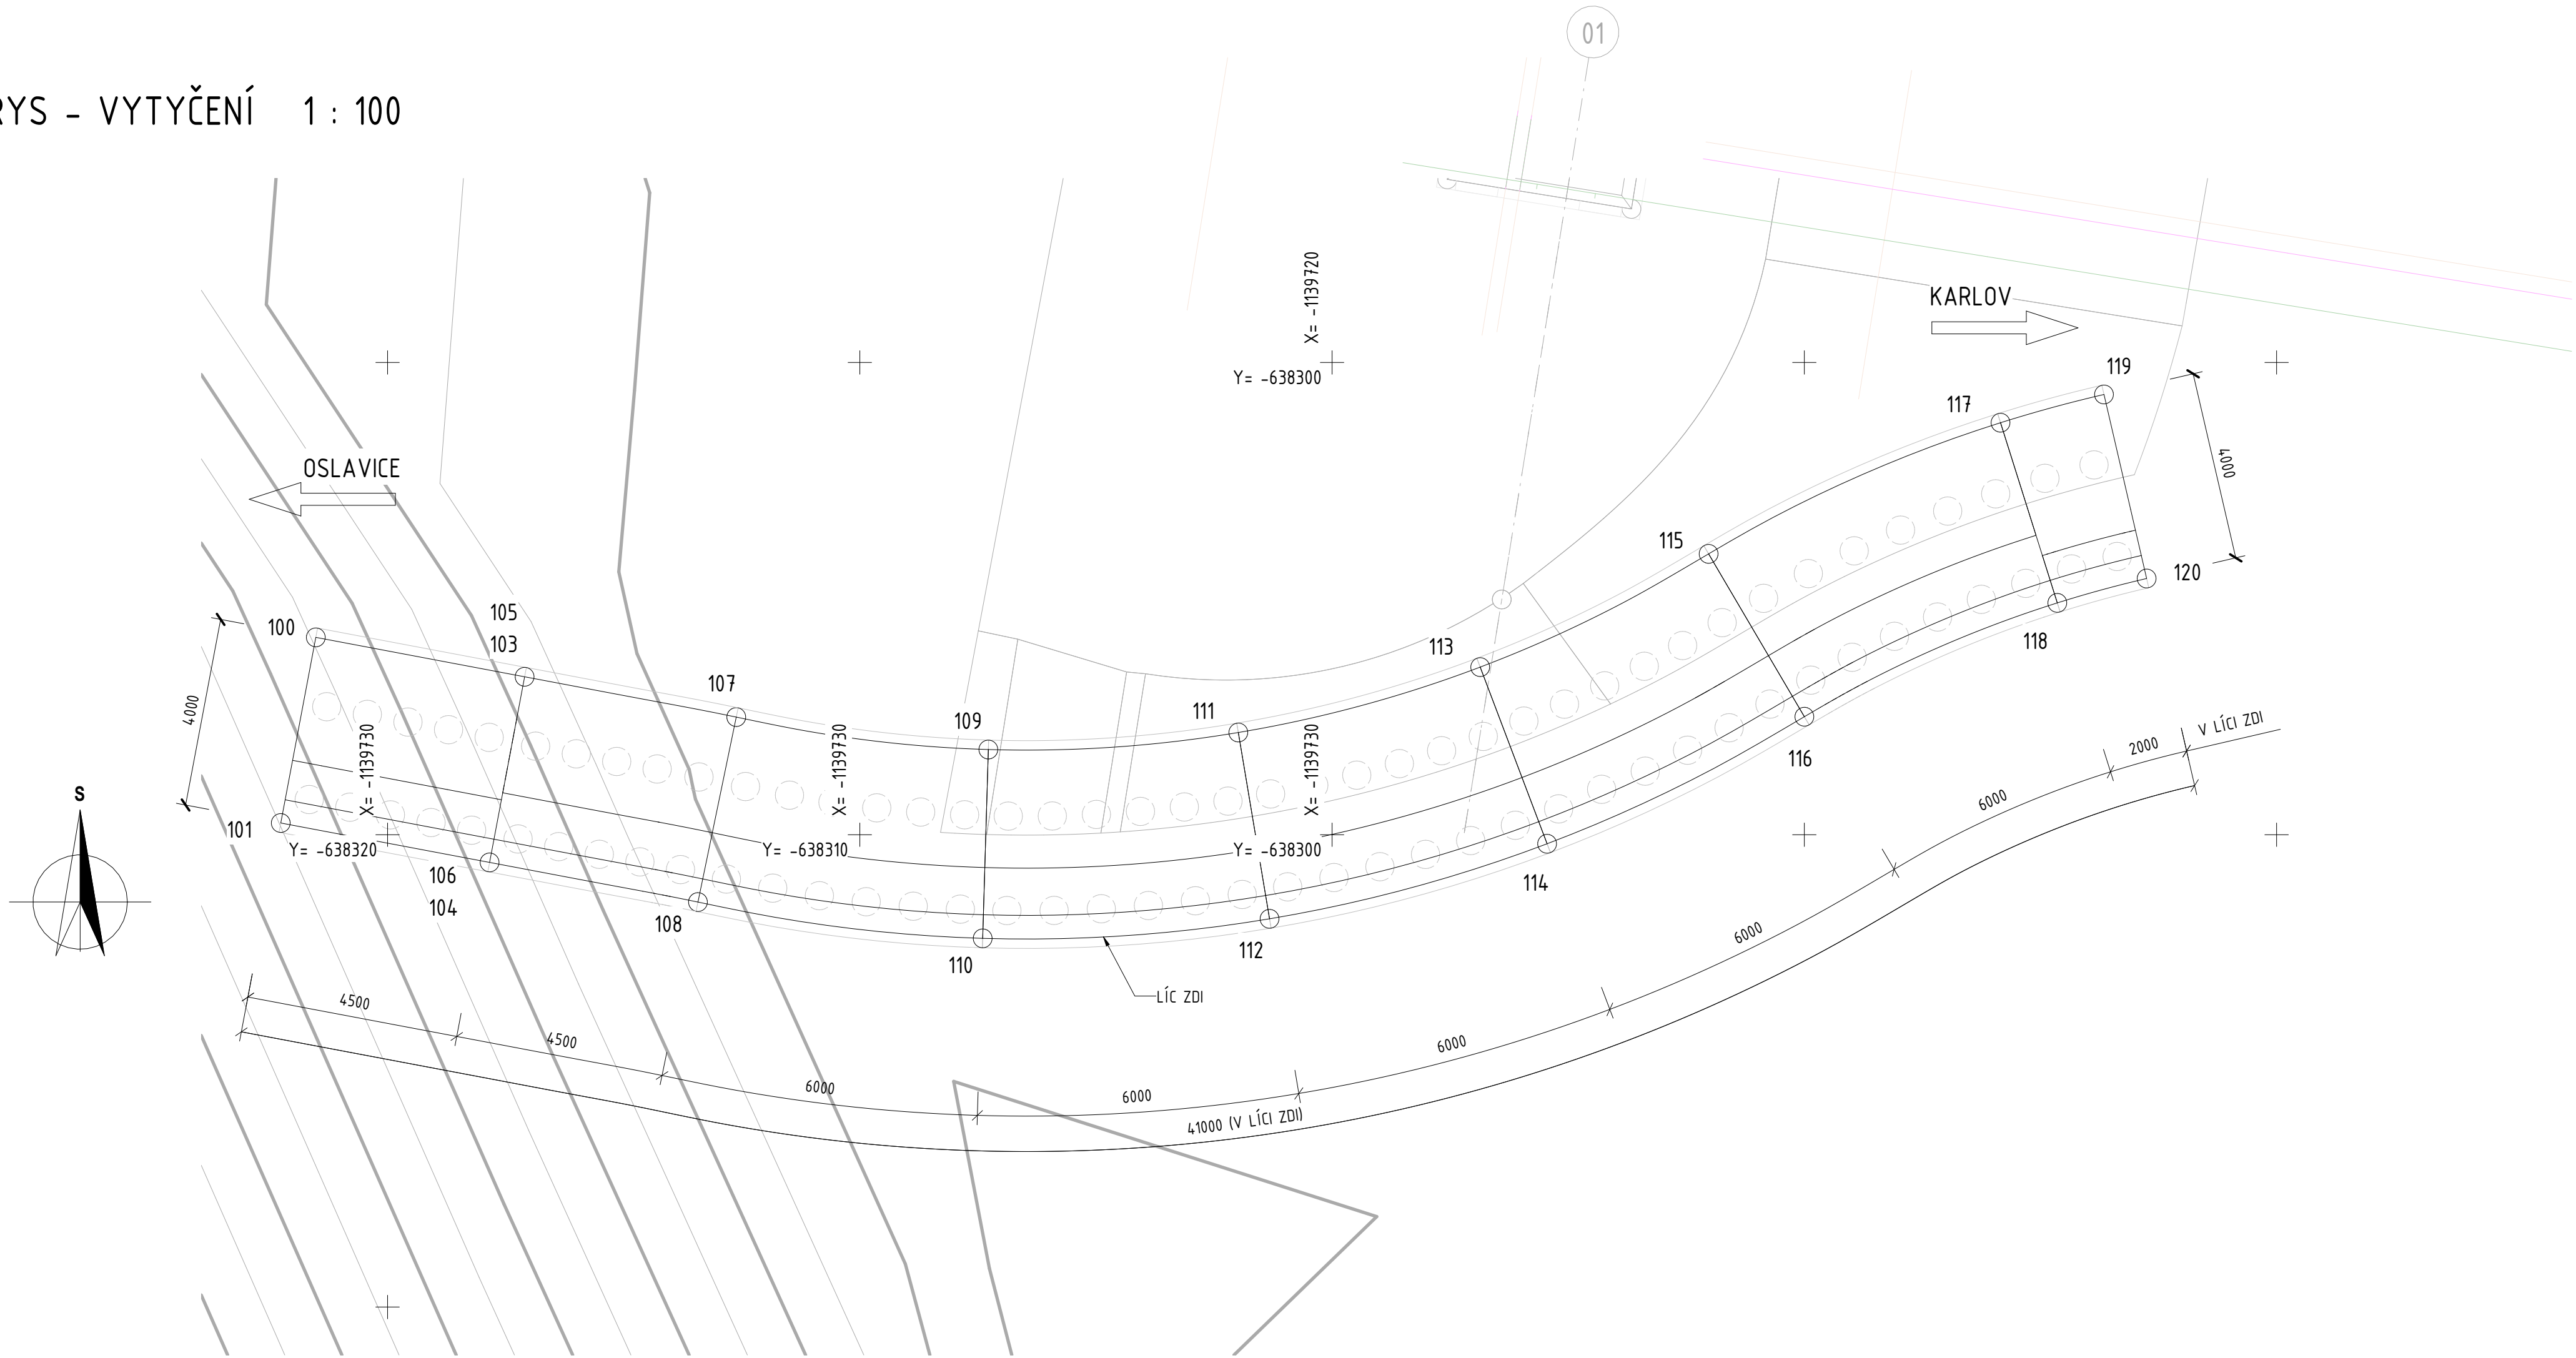 01
RYS - VYTYČENÍ 1 : 100
X= -1139720
Y= -638300
KARLOV
119
117
4000
OSLAVICE
115
120
105
103
100
113
118
107
111
109
4000
V LÍCI ZDI
2000
116
X= -1139730
X= -1139730
X= -1139730
S
101
Y= -638320
Y= -638310
Y= -638300
6000
106
104
114
108
6000
112
110
LÍC ZDI
4500
4500
6000
6000
6000
41000 (V LÍCI ZDI)